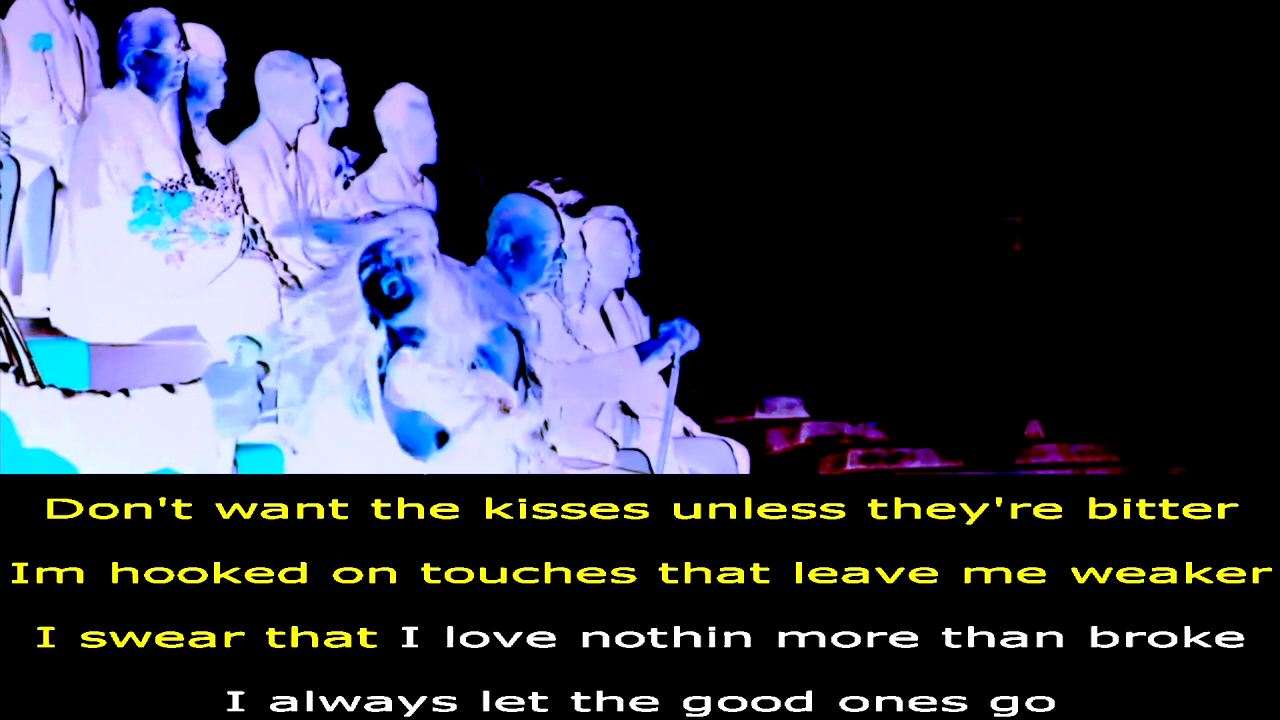 Don't want the kisses unless they're bitter
Im hooked on touches that leave me weaker
I swear that I love nothin more than broke
I always let the good ones go